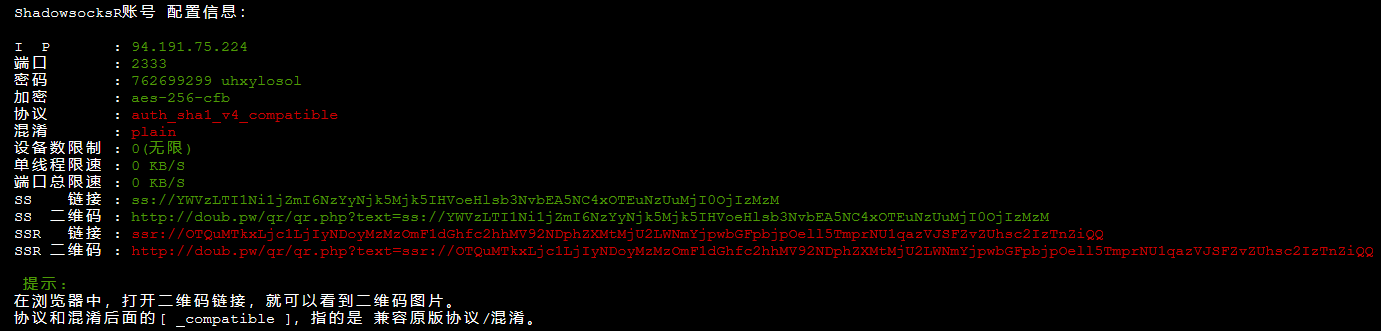 ShadowsocksR账号 配置信息：
I P : 94.191.75.224
端口 : 2333
密码 : 762699299 uhxylosol
加密 : aes-256-cfb
协议 : auth_sha1_v4_compatible
混淆 : plain
设备数限制 : 0(无限)
单线程限速 : 0 KB/S
端口总限速 : 0 KB/S
SS 链接 : ss://YWVzLTI1Ni1jZmI6NzYyNjk5Mjk5IHVoeHlsb3NvbEA5NC4xOTEuNzUuMjI0OjIzMzM
SS 二维码 : http://doub.pw/qr/qr.php?text=ss://YWVzLTI1Ni1jZmI6NzYyNjk5Mjk5IHVoeHlsb3NvbEA5NC4xOTEuNzUuMjI0OjIzMzM
SSR 链接 : ssr://OTQuMTkxLjc1LjIyNDoyMzMzOmF1dGhfc2hhMV92NDphZXMtMjU2LWNmYjpwbGFpbjpOell5TmprNU1qazVJSFZvZUhsc2IzTnZiQQ
SSR 二维码 : http://doub.pw/qr/qr.php?text=ssr://OTQuMTkxLjc1LjIyNDoyMzMzOmF1dGhfc2hhMV92NDphZXMtMjU2LWNmYjpwbGFpbjpOell5TmprNU1qazVJSFZvZUhsc2IzTnZiQQ
提示：
在浏览器中，打开二维码链接，就可以看到二维码图片。
协议和混淆后面的[ _compatible ]，指的是 兼容原版协议/混淆。